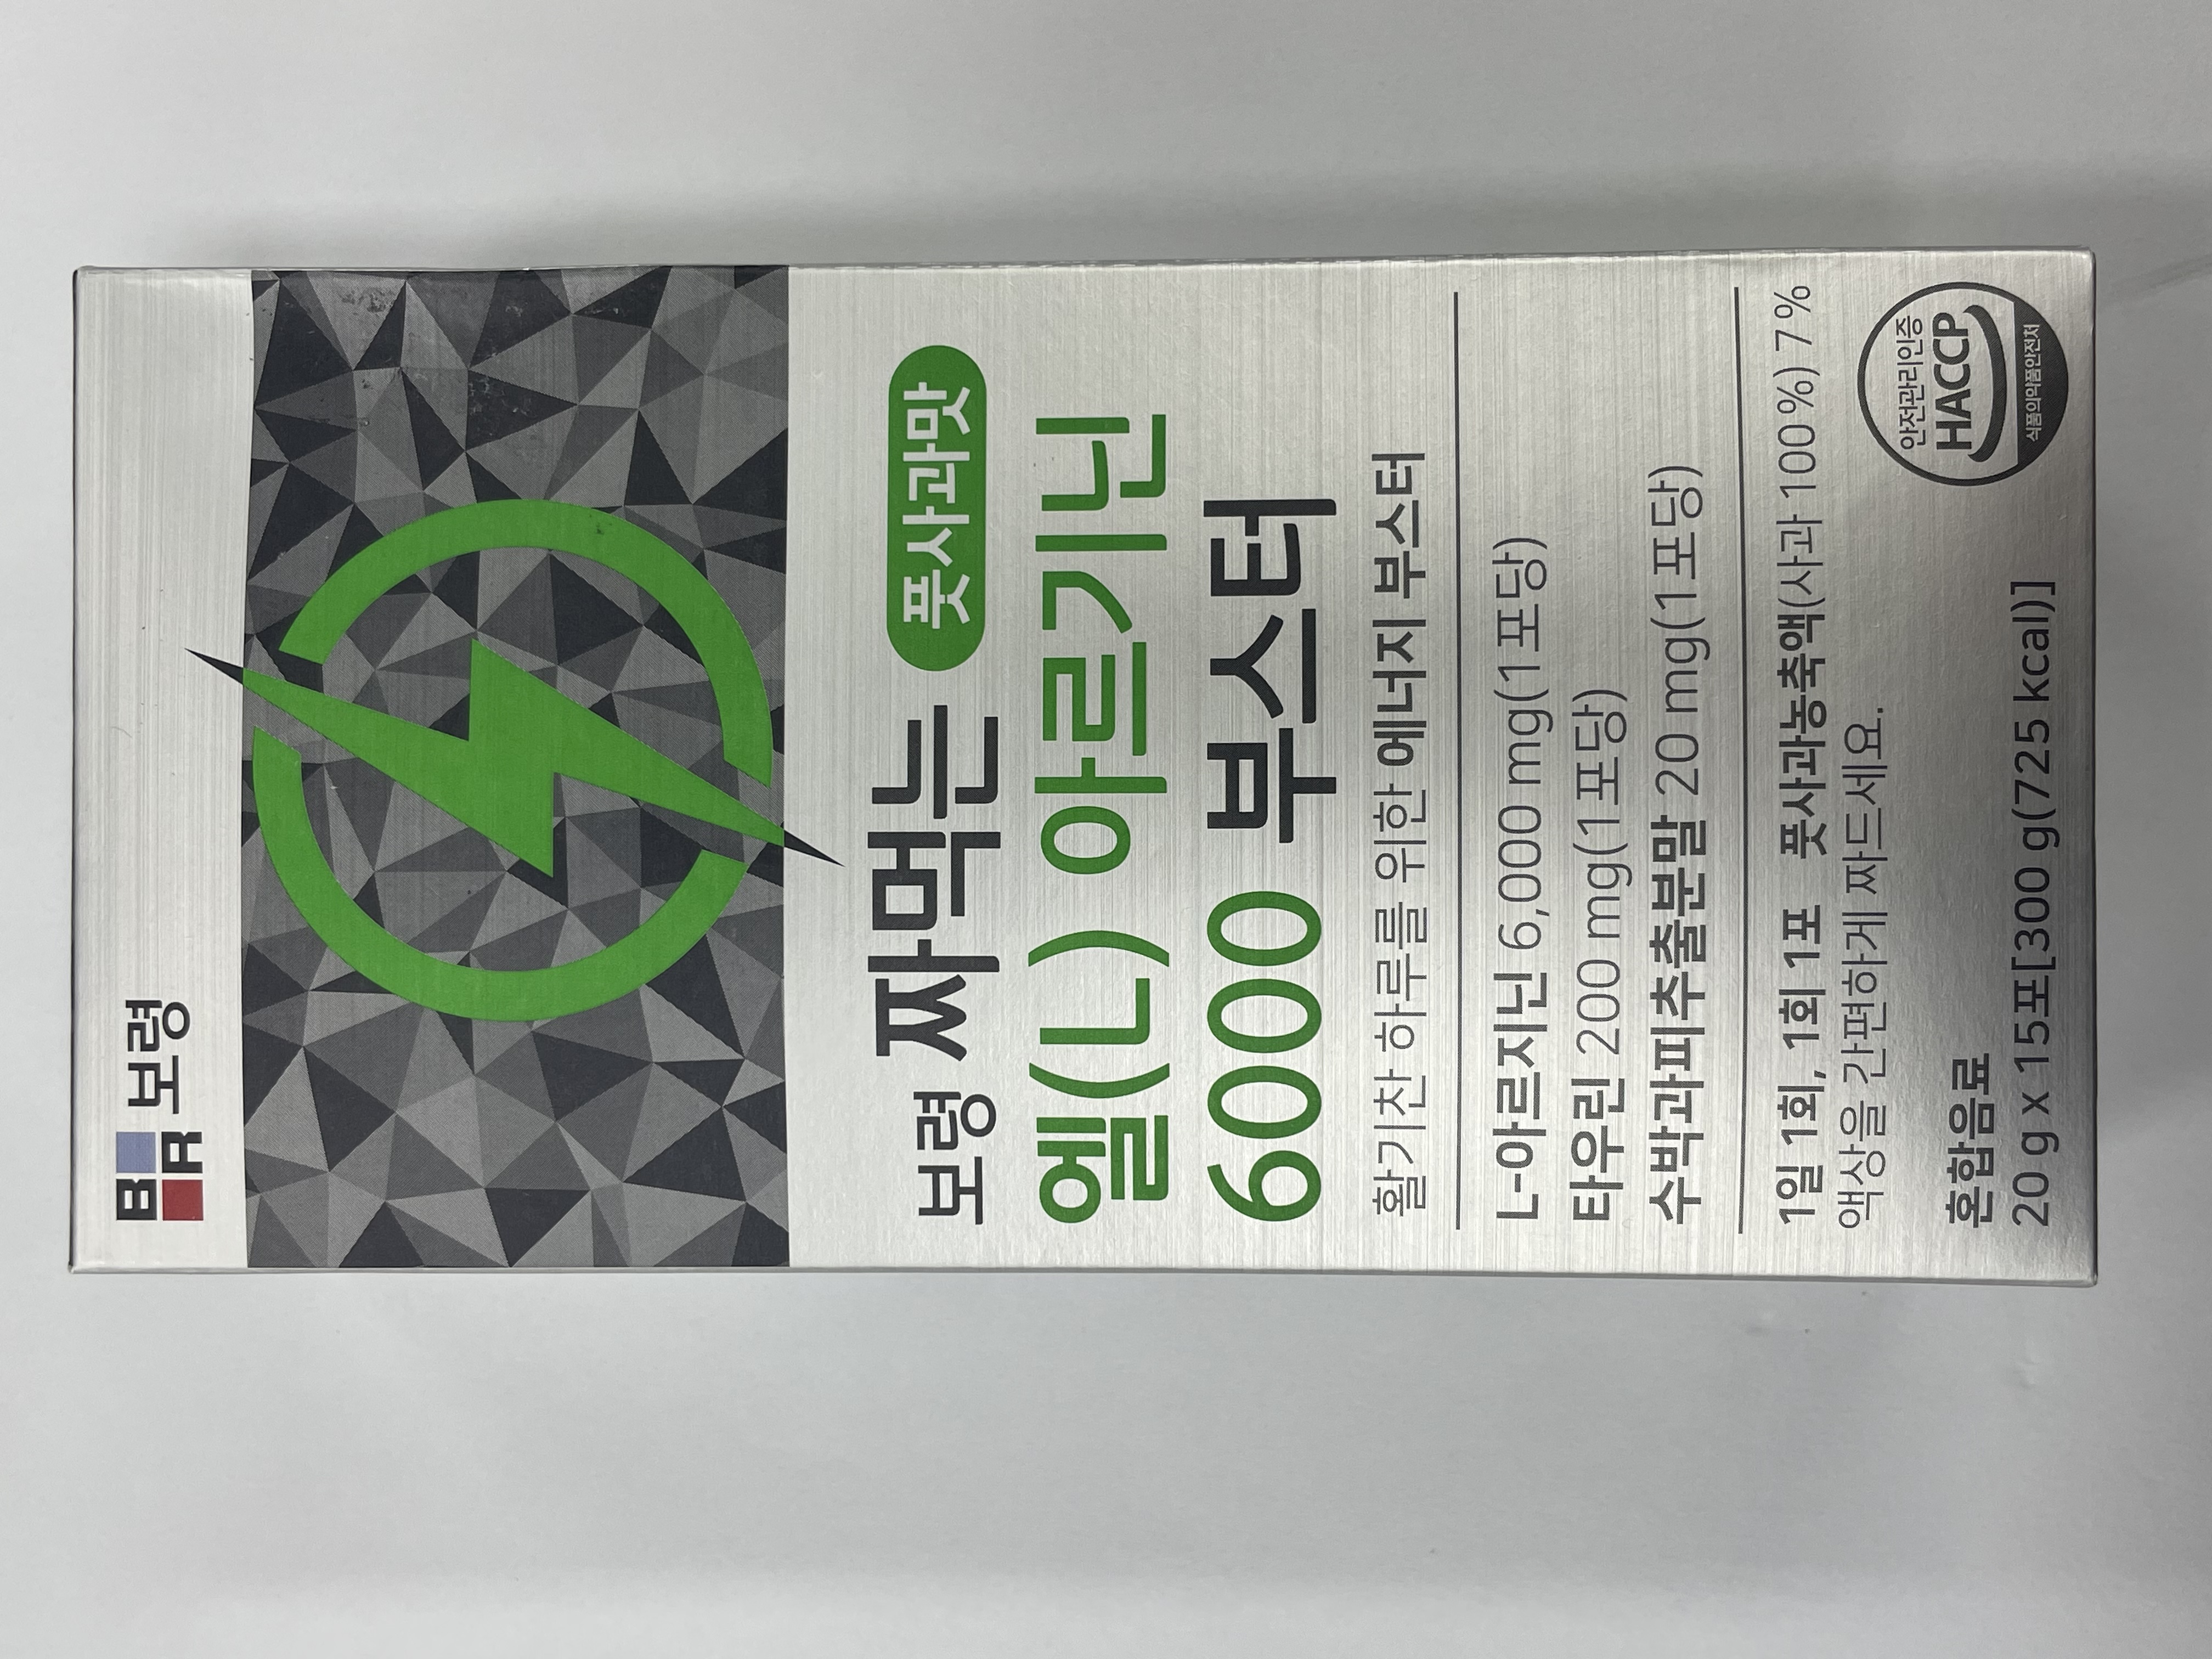 BR 보령
보령 짜먹는 풋사과맛
엘(L) 아르기닌
6000 부스터
활기찬 하루를 위한 에너지 부스터
L-아르지닌 6,000 mg(1포당)
타우린 200 mg(1포당)
수박과피추출분말 20 mg(1포당)
1일 1회, 1회 1포 풋사과농축액(사과 100%) 7%
액상을 간편하게 짜드세요.
혼합음료
20 g x 15포[300 g(725 kcal)]
안전관리인증
HACCP
식품의약품안전처